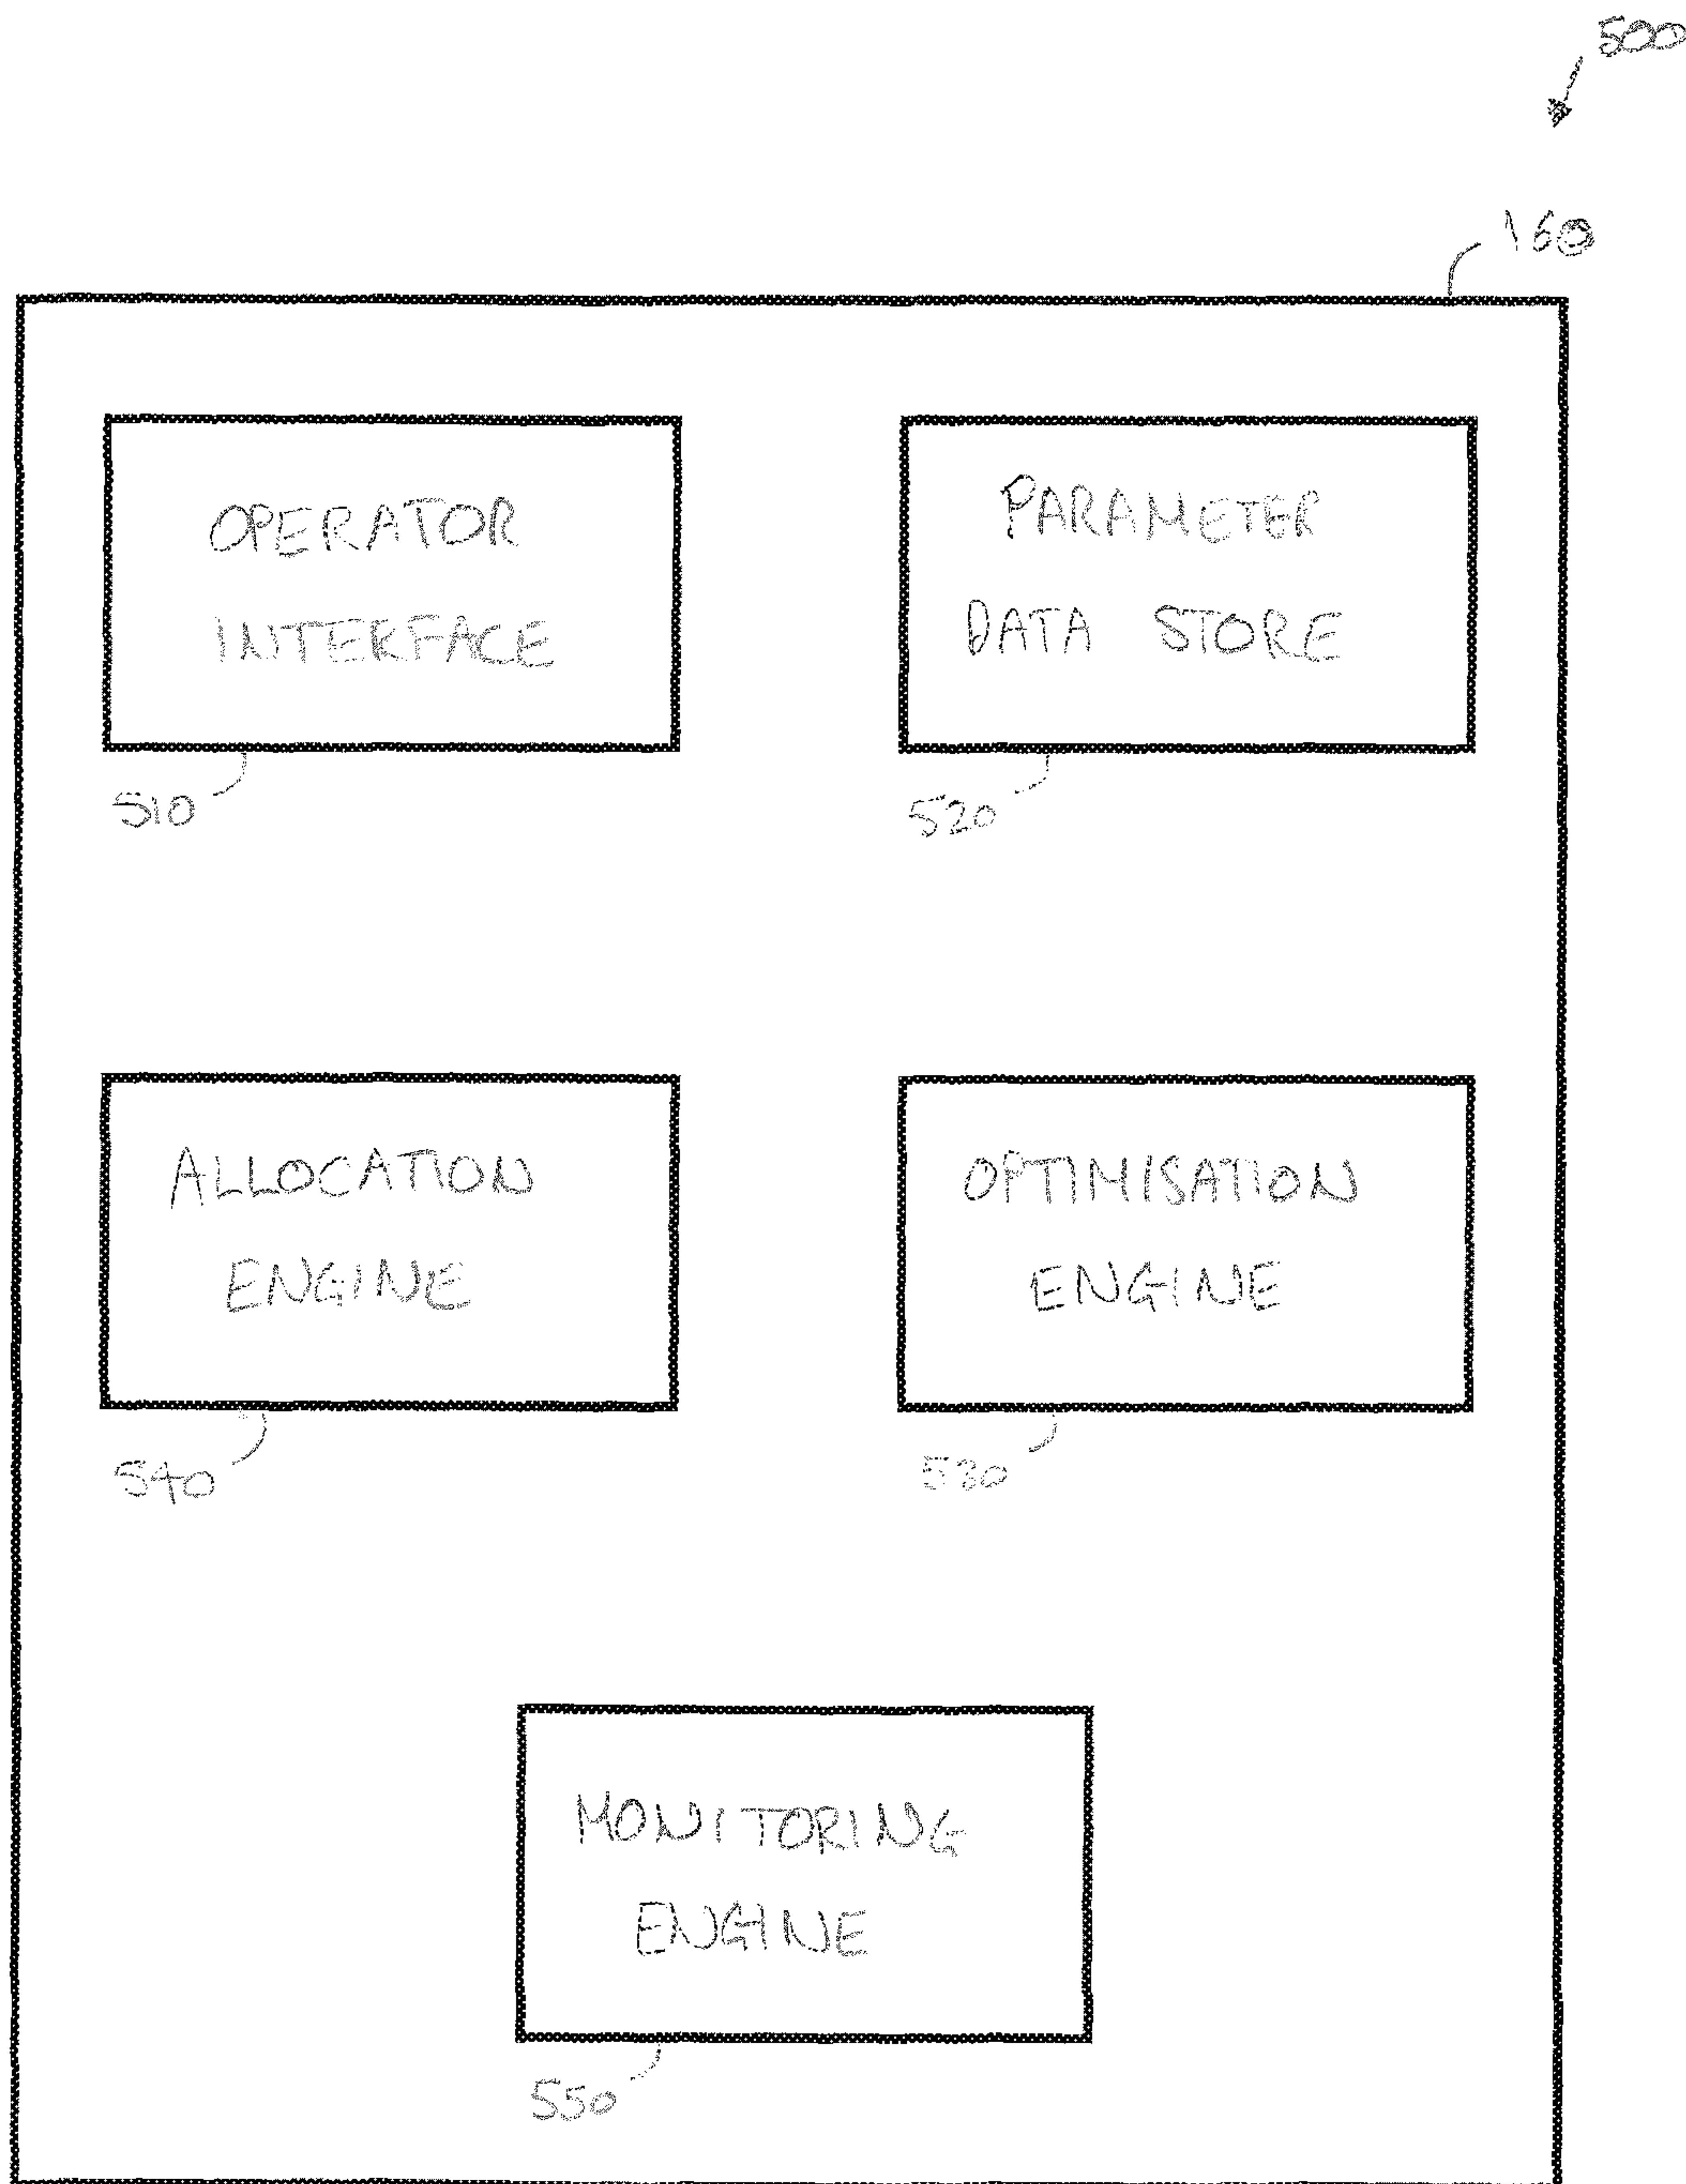 500
160
OPERATOR
INTERFACE
510
PARAMETER
DATA STORE
520
ALLOCATION
ENGINE
540
OPTIMISATION
ENGINE
530
MONITORING
ENGINE
550